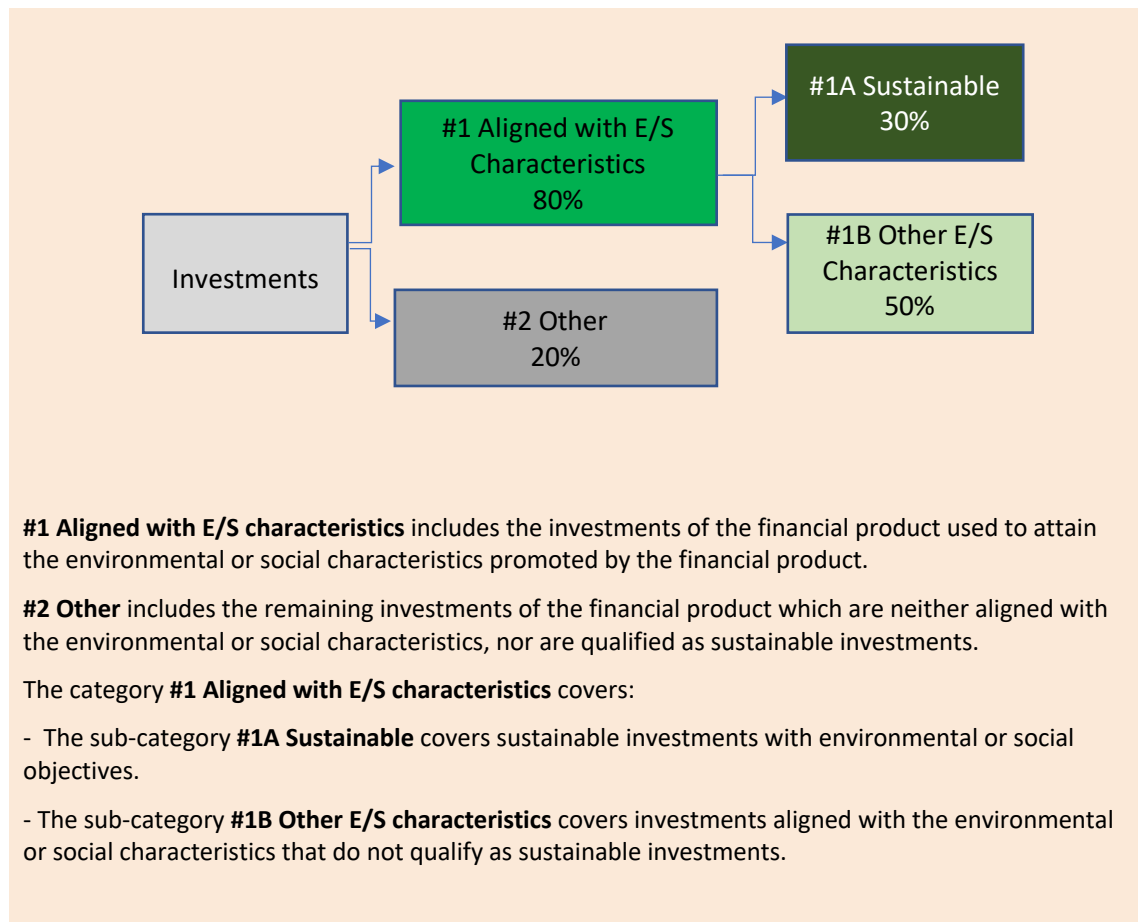 #1A Sustainable
30%
#1 Aligned with E/S
Characteristics
80%
#1B Other E/S
Characteristics
50%
Investments
#2 Other
20%
#1 Aligned with E/S characteristics includes the investments of the financial product used to attain
the environmental or social characteristics promoted by the financial product.
#2 Other includes the remaining investments of the financial product which are neither aligned with
the environmental or social characteristics, nor are qualified as sustainable investments.
The category #1 Aligned with E/S characteristics covers:
- The sub-category #1A Sustainable covers sustainable investments with environmental or social
objectives.
- The sub-category #1B Other E/S characteristics covers investments aligned with the environmental
or social characteristics that do not qualify as sustainable investments.